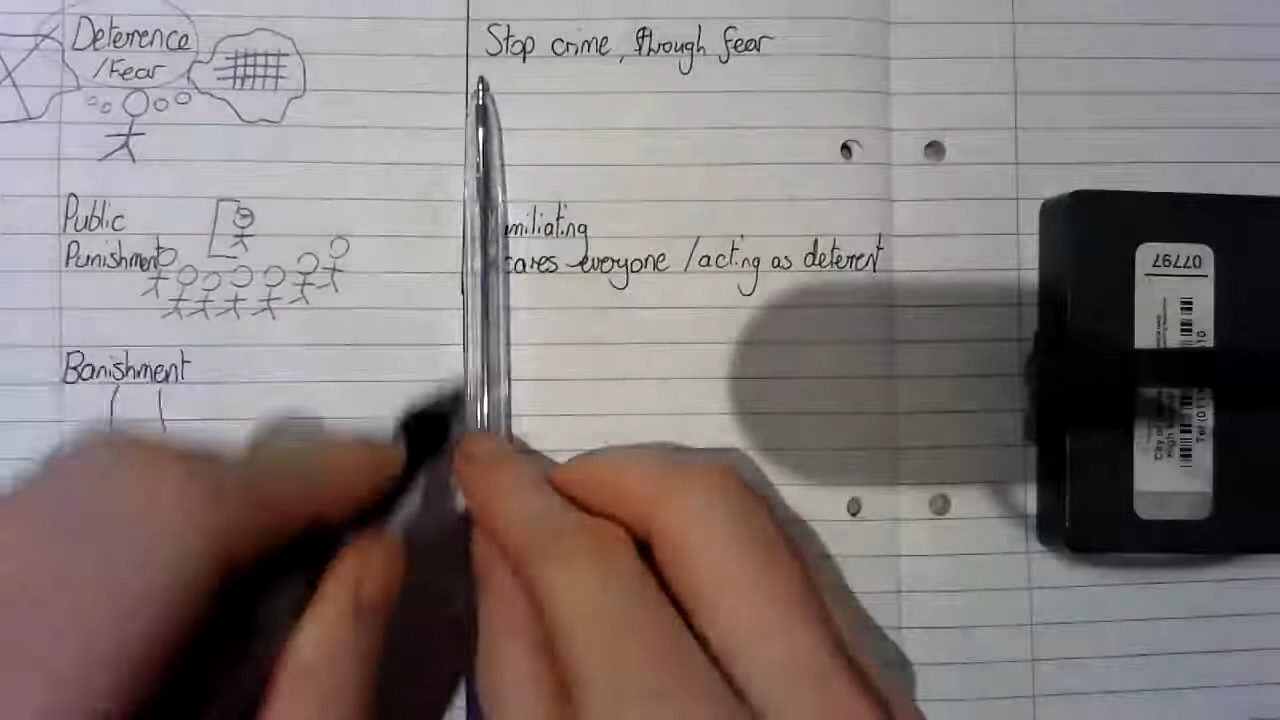 Deterence
/Fear
Stop crime, through fear
Public
Punishment
miliating
cares everyone / acting as deterent
Banishment
07797